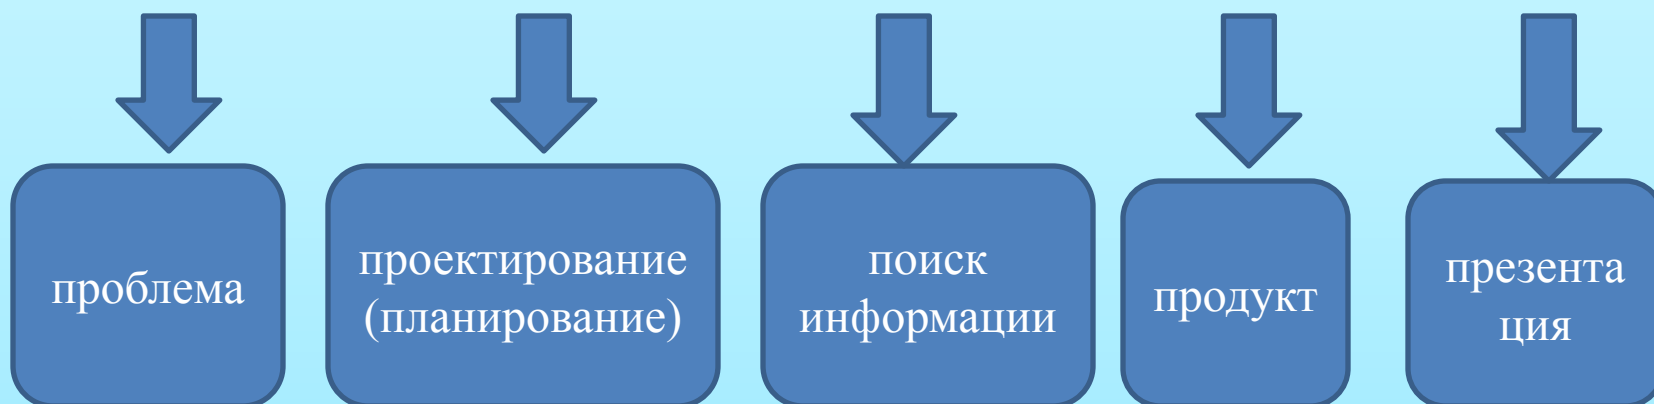 проблема
проектирование
(планирование)
поиск
информации
продукт
презента
ция